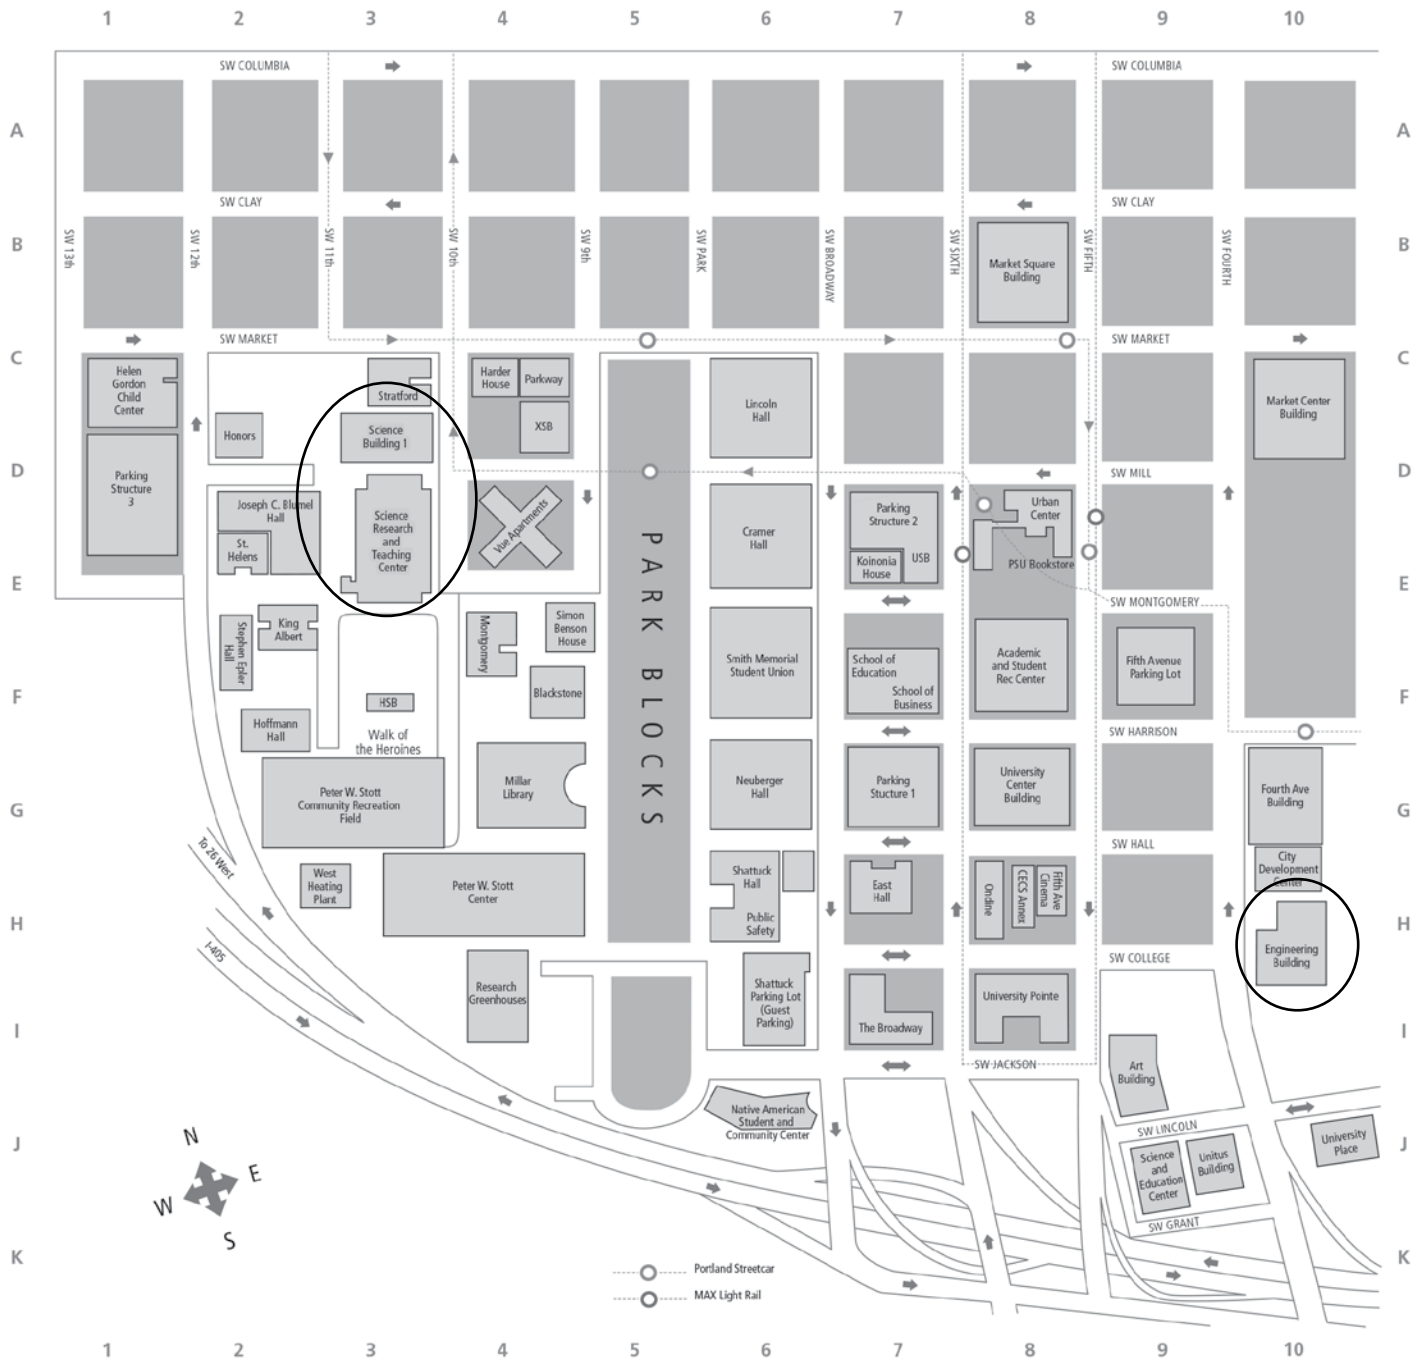 1 2 3 4 5 6 7 8 9 10
SW COLUMBIA
SW COLUMBIA
A
A
SW CLAY
SW CLAY
B
B
SW 13th
SW 12th
SW 11th
SW 10th
SW 9th
SW PARK
SW BROADWAY
SW SIXTH
SW FIFTH
SW FOURTH
Market Square
Building
SW MARKET
SW MARKET
C
C
Helen
Gordon
Child
Center
Stratford
Harder
House
Parkway
Lincoln
Hall
Market Center
Building
Honors
Science
Building 1
XSB
D
D
SW MILL
Parking
Structure
3
Joseph C. Blumel
Hall
St.
Helens
Science
Research
and
Teaching
Center
Vue Apartments
PARK BLOCKS
Cramer
Hall
Parking
Structure 2
Koinonia
House
USB
Urban
Center
PSU Bookstore
E
E
SW MONTGOMERY
Stephen Epler
Hall
King
Albert
Montgomery
Simon
Benson
House
Smith Memorial
Student Union
School of
Education
School of
Business
Academic
and Student
Rec Center
Fifth Avenue
Parking Lot
F
F
HSB
Blackstone
Hoffmann
Hall
Walk of
the Heroines
SW HARRISON
Peter W. Stott
Community Recreation
Field
Millar
Library
Neuberger
Hall
Parking
Stucture 1
University
Center
Building
Fourth Ave
Building
G
G
SW HALL
To 26 West
West
Heating
Plant
Peter W. Stott
Center
Shattuck
Hall
Public
Safety
East
Hall
Ondine
CECS Annex
Fifth Ave
Cinema
City
Development
Center
H
H
I-405
Engineering
Building
SW COLLEGE
Research
Greenhouses
Shattuck
Parking Lot
(Guest
Parking)
The Broadway
University Pointe
I
I
SW JACKSON
Art
Building
Native American
Student and
Community Center
SW LINCOLN
University
Place
J
J
N
E
W
S
Science
and
Education
Center
Unitus
Building
SW GRANT
K
K
Portland Streetcar
MAX Light Rail
1 2 3 4 5 6 7 8 9 10